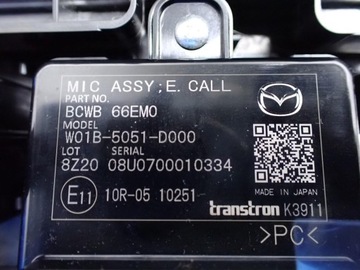 MIC ASSY;E. CALL
PART NO.
BCWB 66EM0
MODEL
W01B-5051-D000
LOT SERIAL
8Z20 08U0700010334
E11 10R-05 10251
MADE IN JAPAN
transtron K3911
>PC<